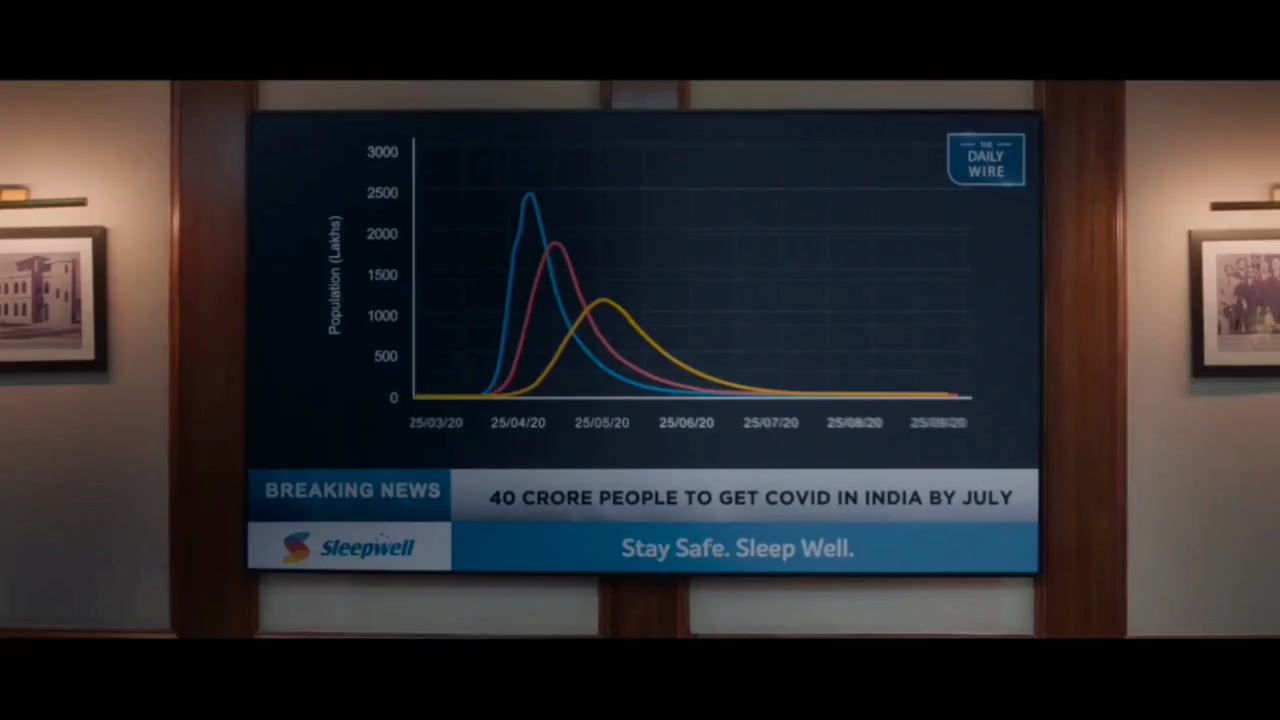 THE
DAILY
WIRE
3000
2500
2000
1500
1000
500
0
Population (Lakhs)
25/03/20 25/04/20 25/05/20 25/06/20 25/07/20 25/08/20
BREAKING NEWS
40 CRORE PEOPLE TO GET COVID IN INDIA BY JULY
Sleepwell
Stay Safe. Sleep Well.